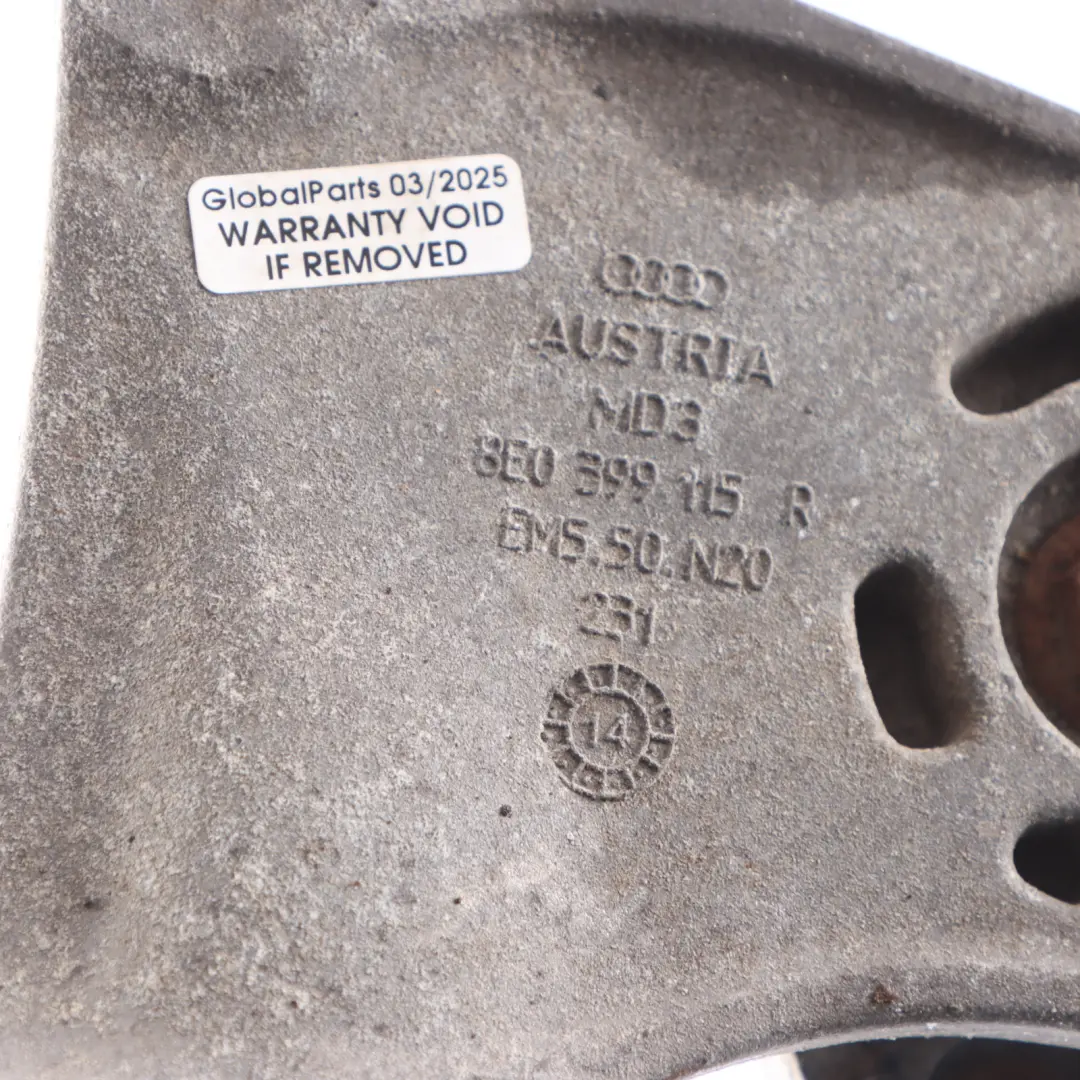 GlobalParts 03/2025
WARRANTY VOID
IF REMOVED
AUSTRIA
MD3
8E0 399 115 R
EM5.50.N20
231
14